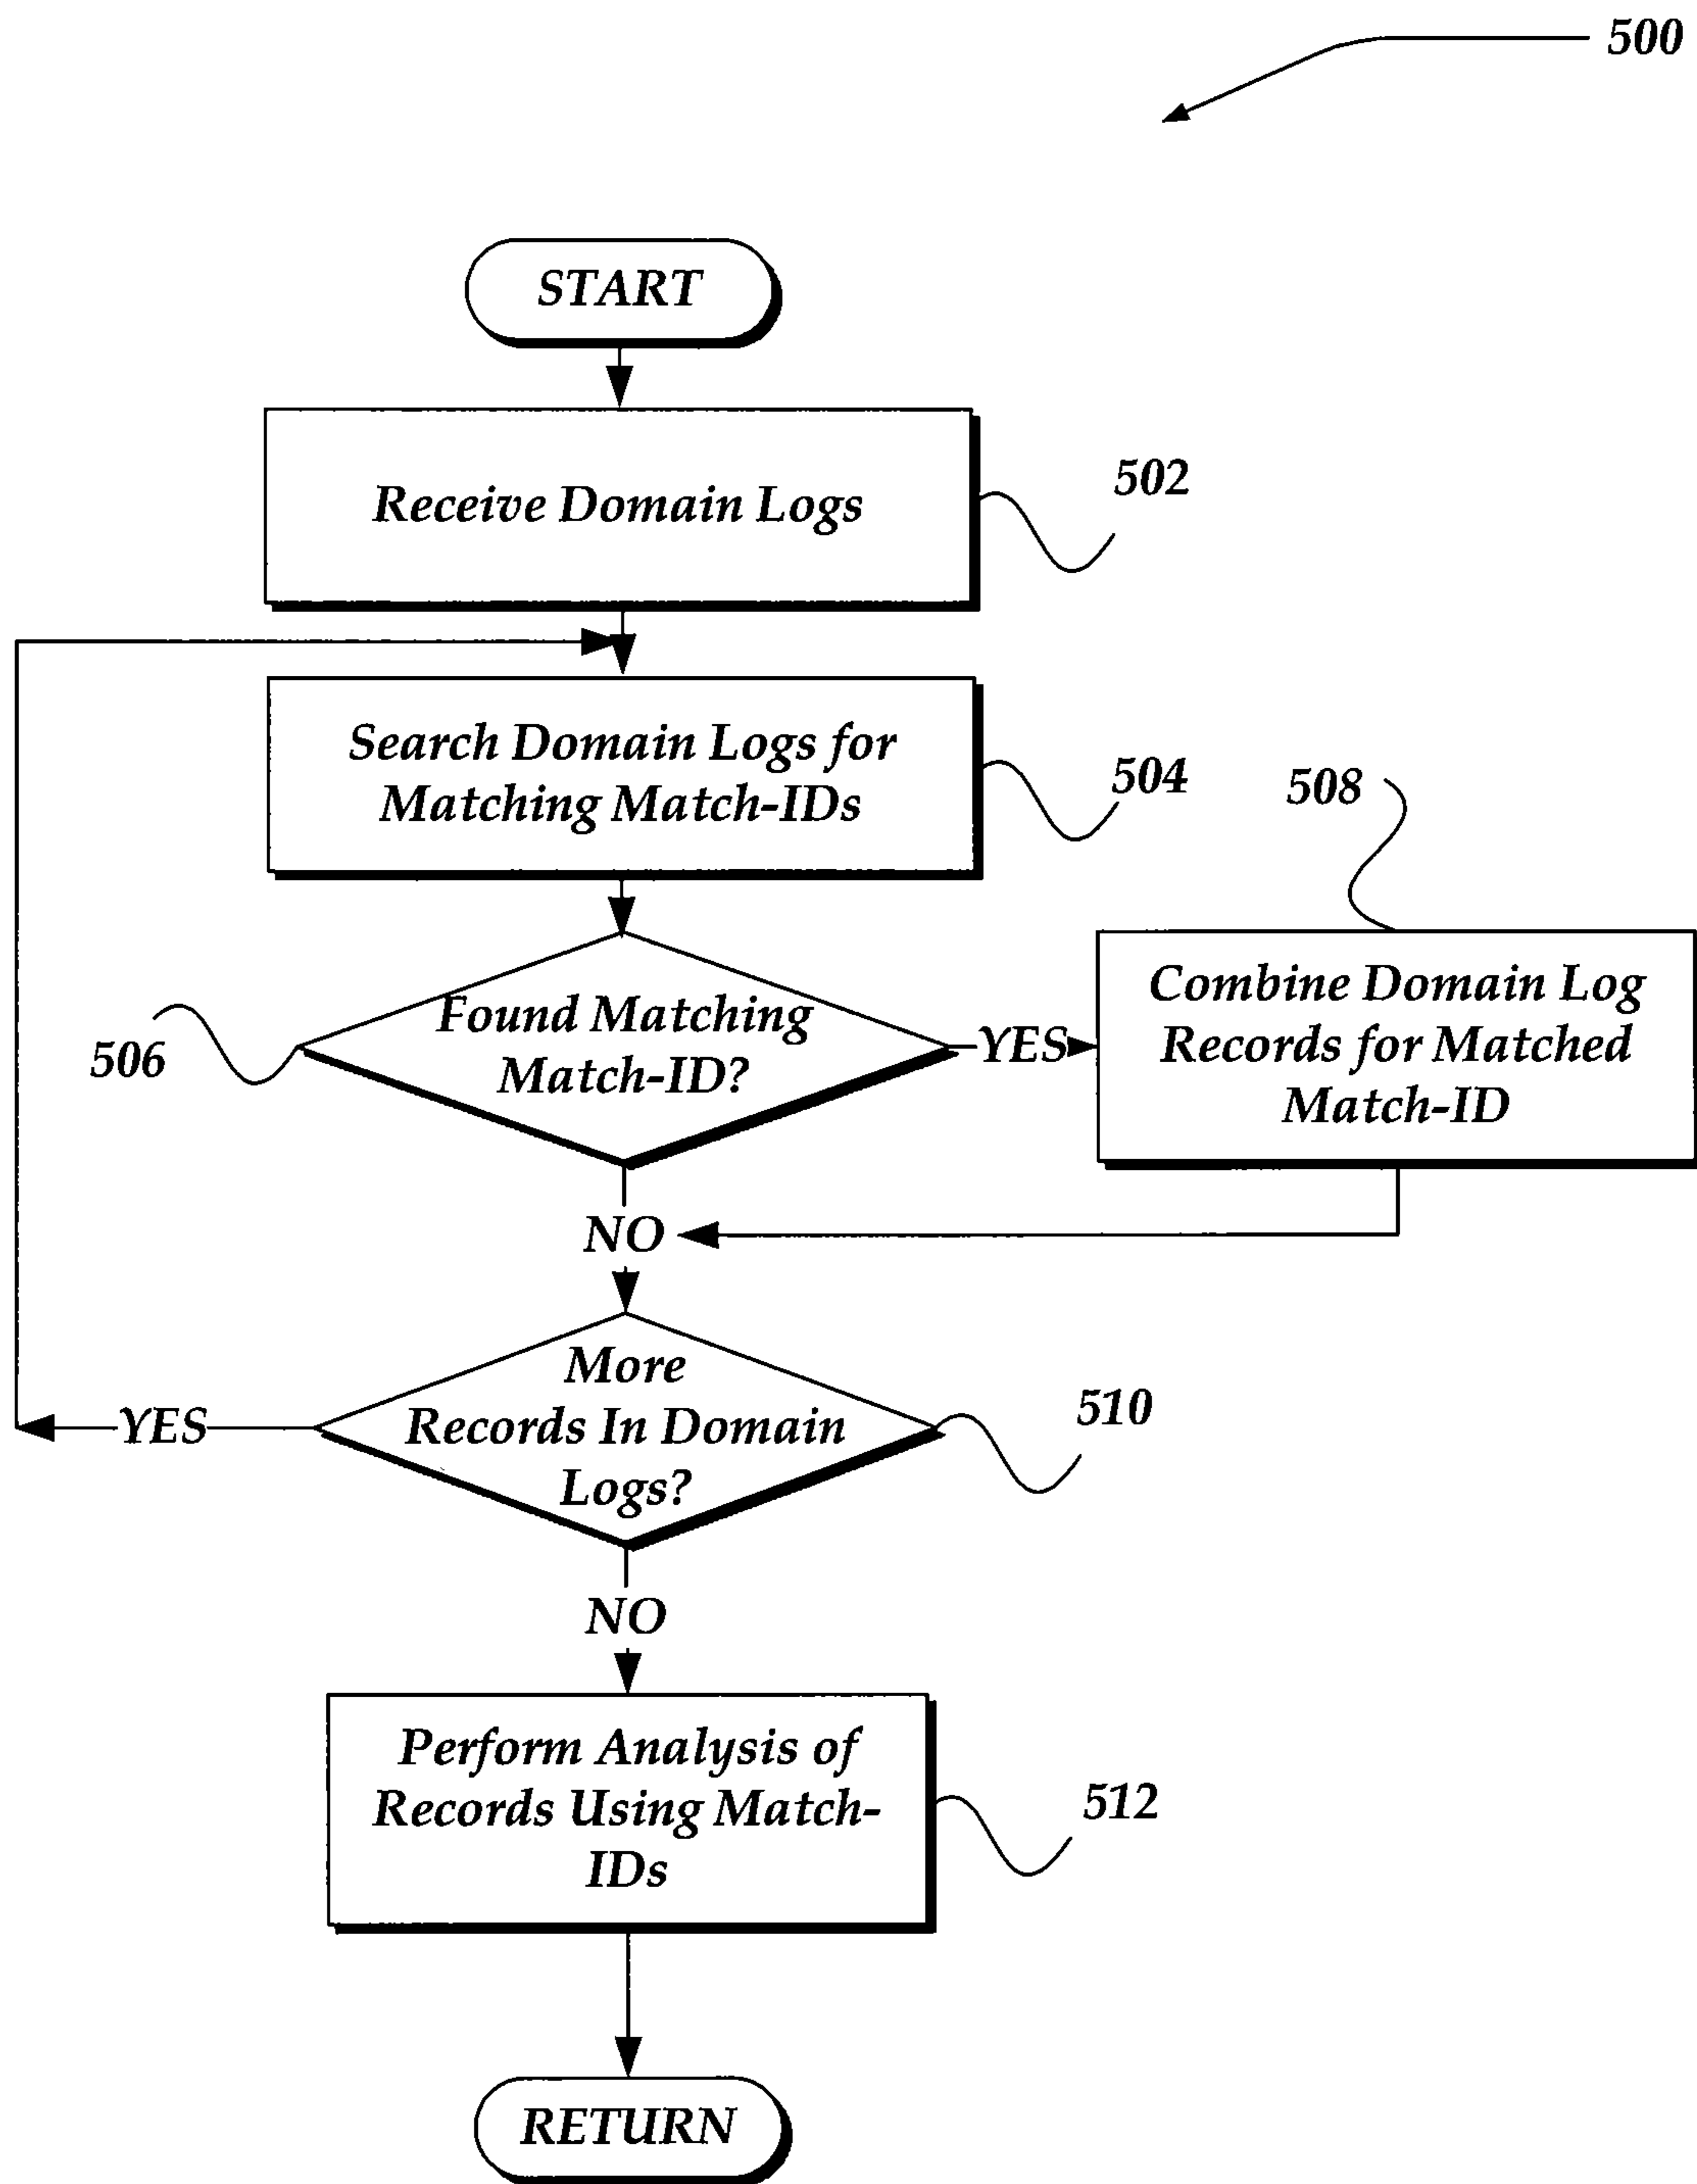 500
START
Receive Domain Logs
502
Search Domain Logs for
Matching Match-IDs
504
508
Found Matching
Match-ID?
506
YES
Combine Domain Log
Records for Matched
Match-ID
NO
More
Records In Domain
Logs?
510
YES
NO
Perform Analysis of
Records Using Match-
IDs
512
RETURN